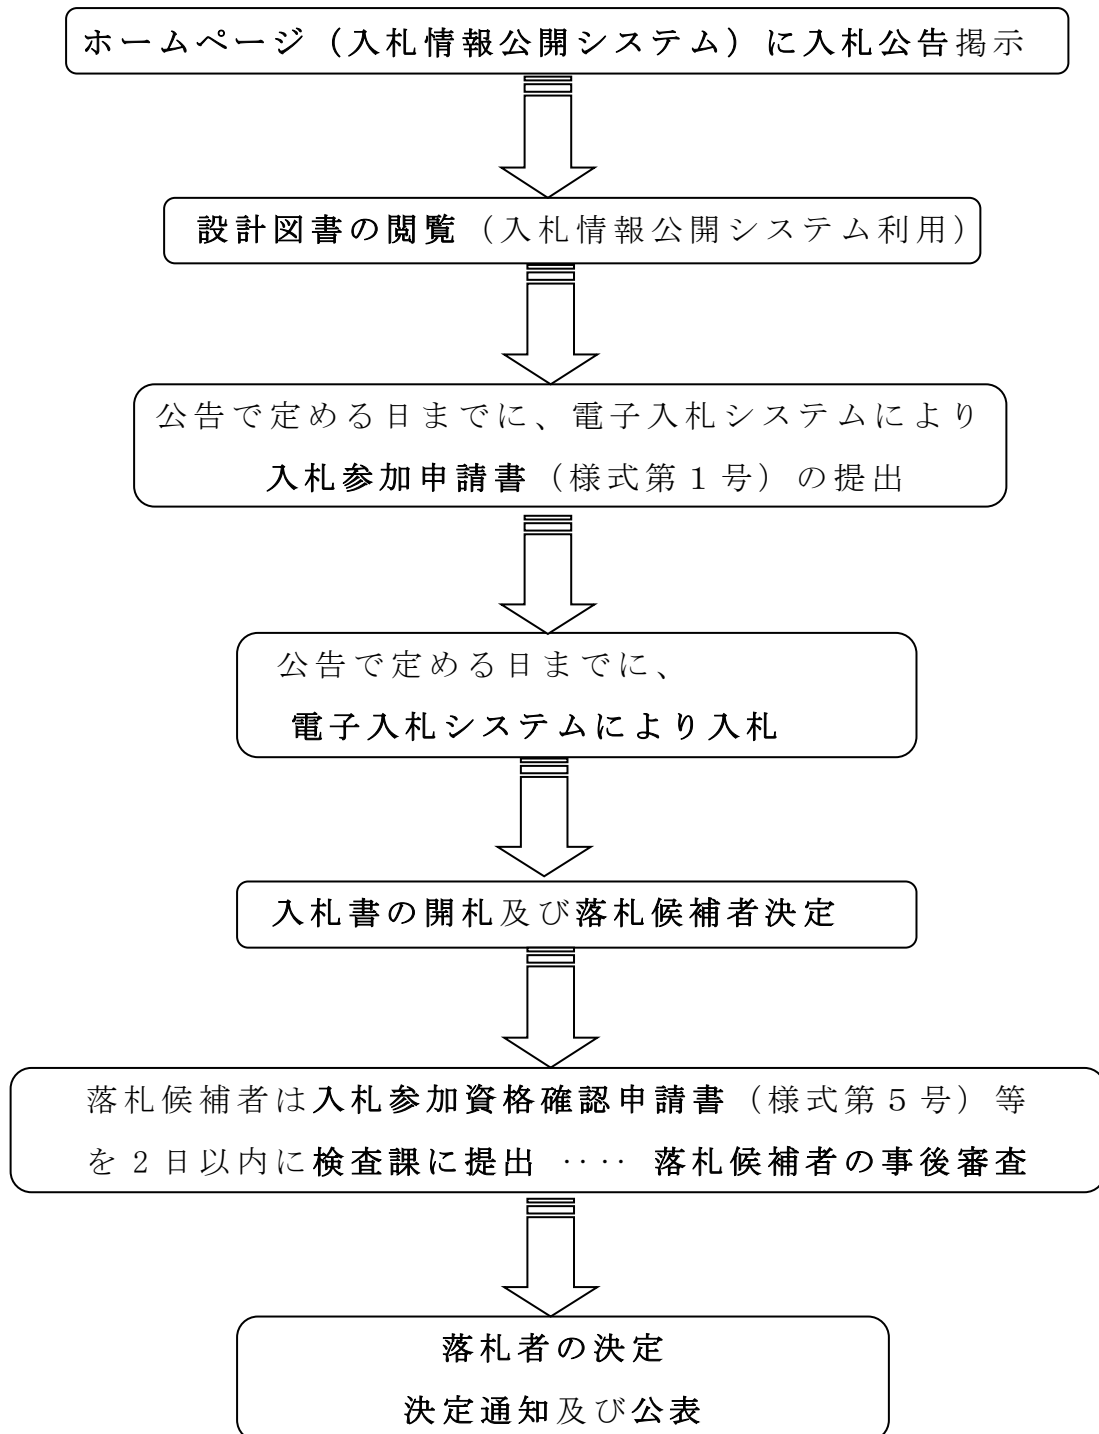 ホームページ（入札情報公開システム）に入札公告掲示
設計図書の閲覧（入札情報公開システム利用）
公告で定める日までに、電子入札システムにより
入札参加申請書（様式第１号）の提出
公告で定める日までに、
電子入札システムにより入札
入札書の開札及び落札候補者決定
落札候補者は入札参加資格確認申請書（様式第５号）等
を２日以内に検査課に提出 ‥‥ 落札候補者の事後審査
落札者の決定
決定通知及び公表